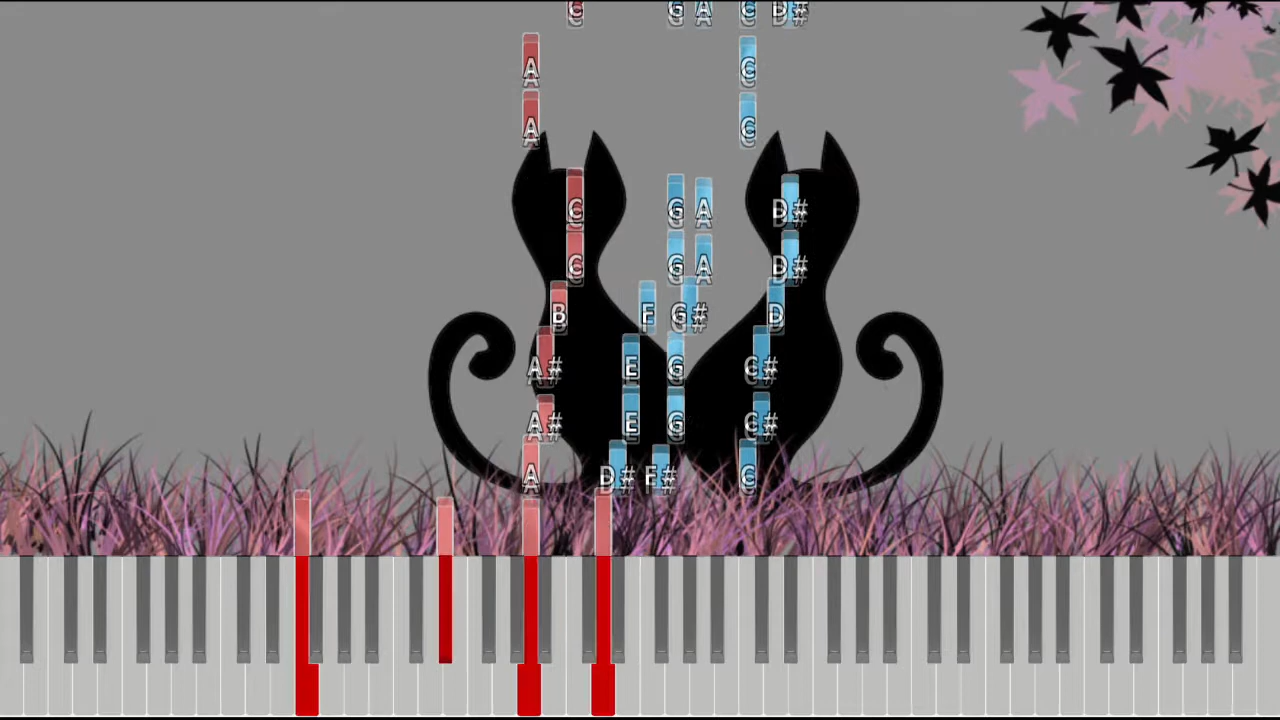 C G A C D#
A C
A C
C G A D#
C G A D#
B F G# D
A# E G C#
A# E G C#
A D# F# C